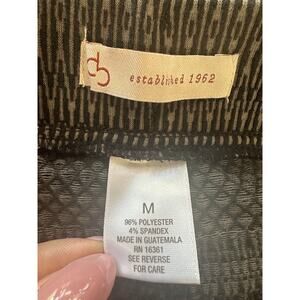 cb
established 1962
M
96% POLYESTER
4% SPANDEX
MADE IN GUATEMALA
RN 16361
SEE REVERSE
FOR CARE